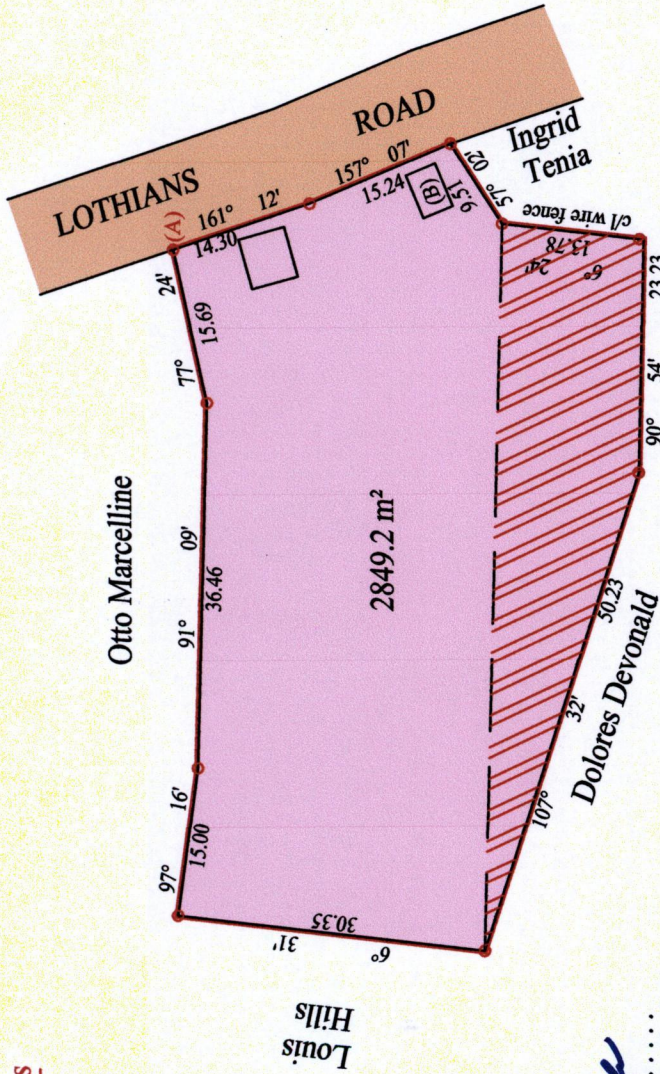 LOTHIANS ROAD
Ingrid
Tenia
(A)
161° 12'
14.30
157° 07'
15.24
(B)
57° 02'
9.51
c/l wire fence
6° 24'
13.78
90° 54' 23.23
77° 24'
15.69
Otto Marcelline
91° 09'
36.46
2849.2 m²
97° 16'
15.00
6° 31'
30.35
107° 32' 50.23
Dolores Devonald
Louis
Hills
s